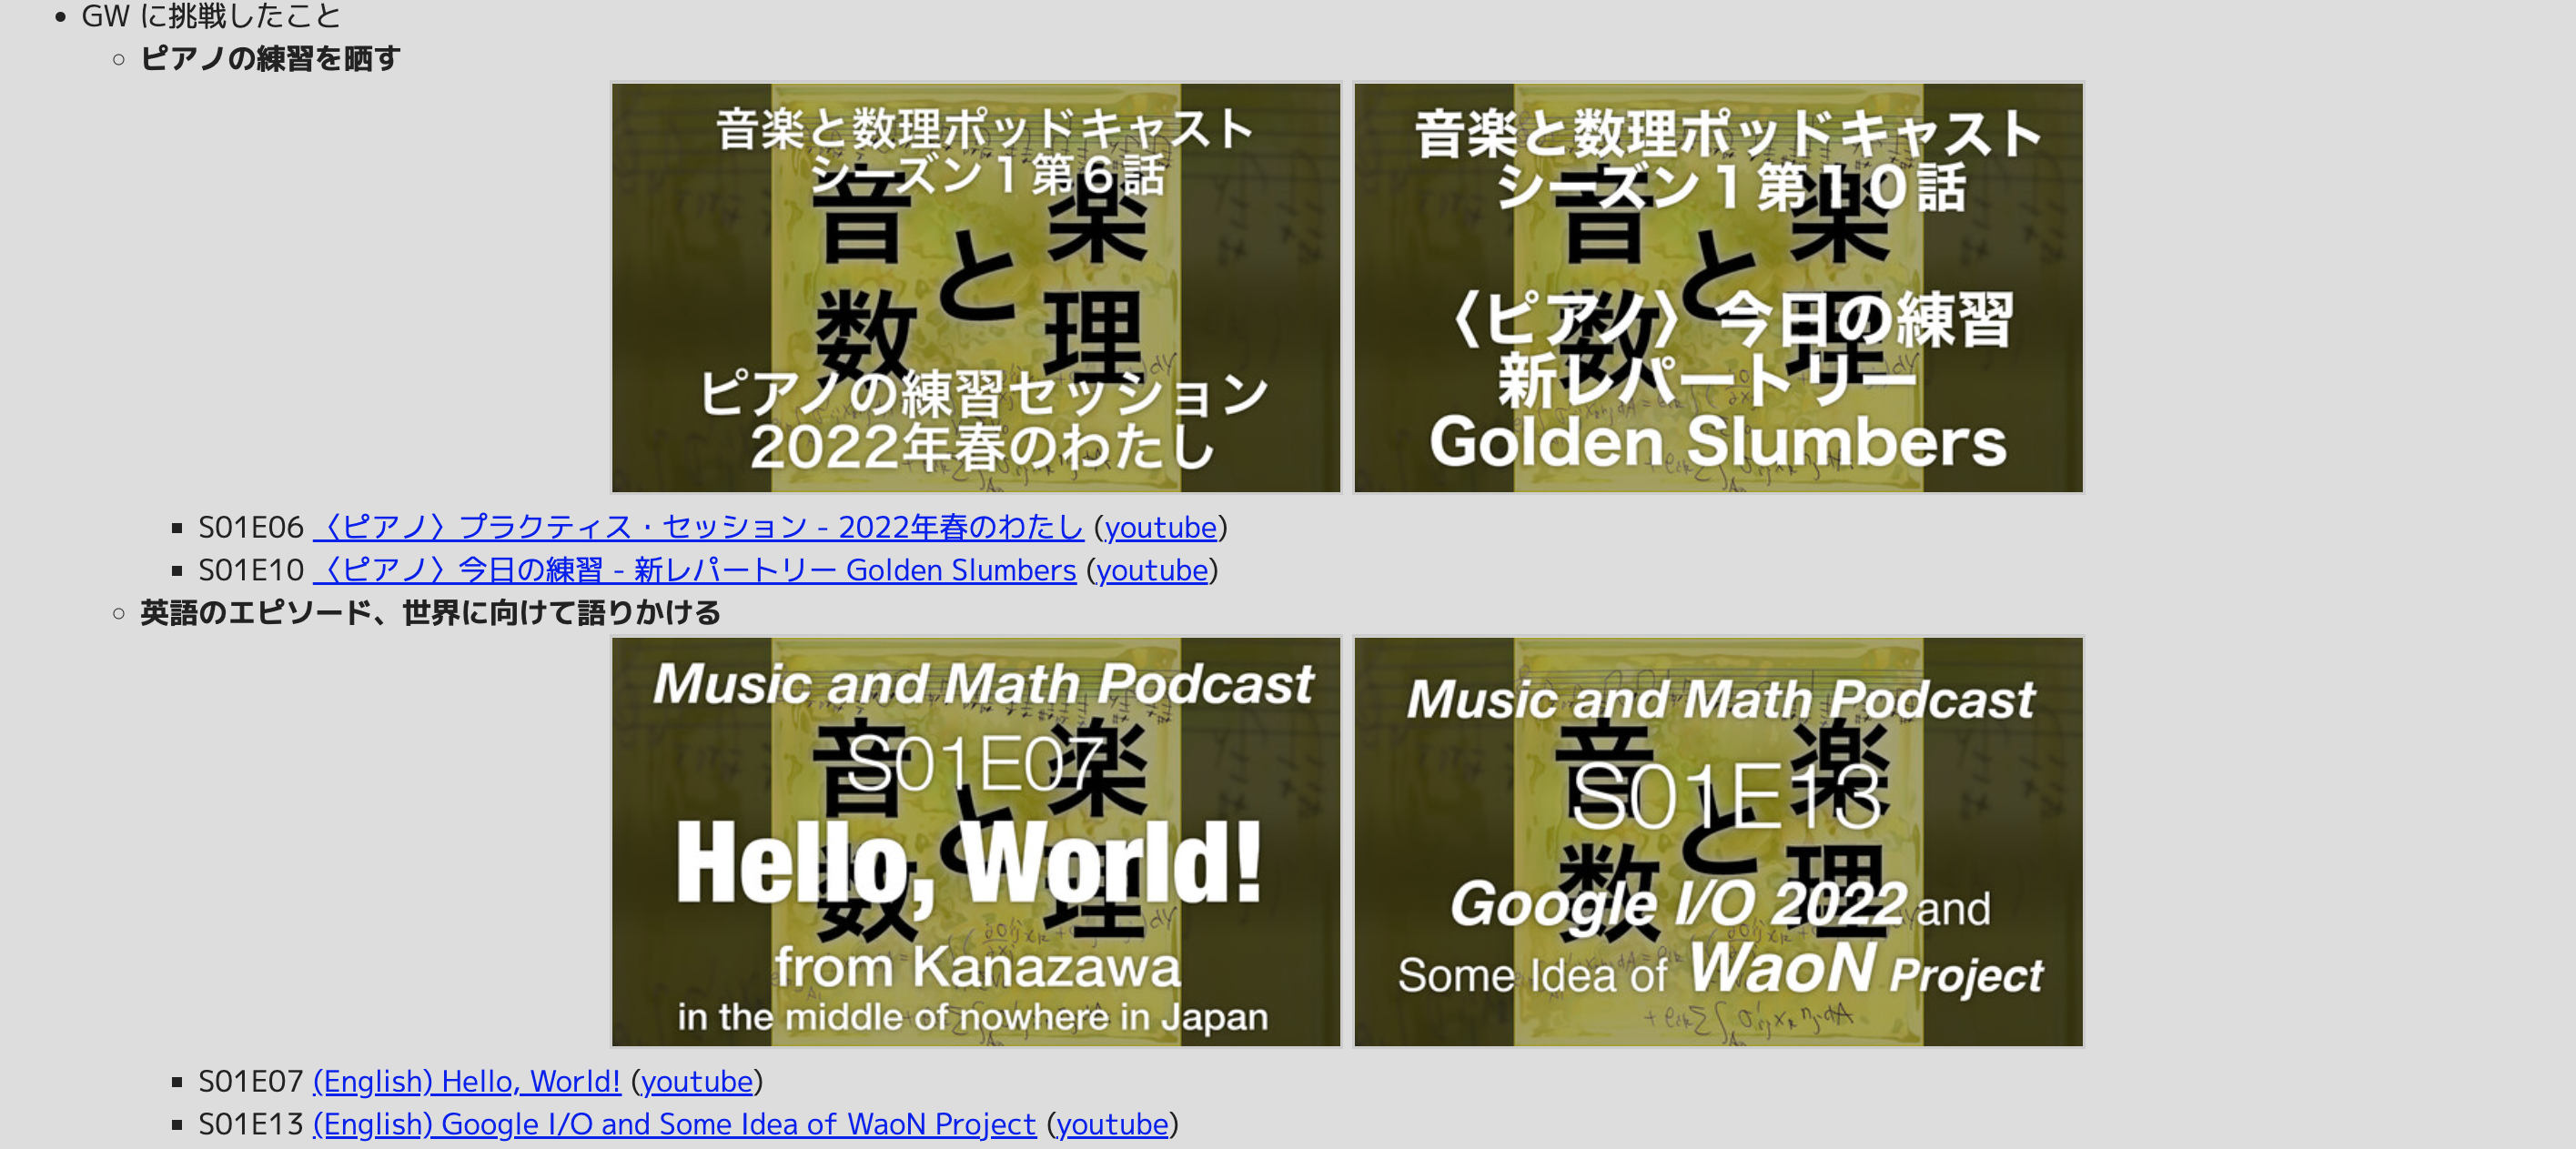 GW に挑戦したこと
ピアノの練習を晒す
音楽と数理ポッドキャスト
シーズン１第６話
音楽
と
数理
ピアノの練習セッション
2022年春のわたし
音楽と数理ポッドキャスト
シーズン１第１０話
音楽
と
数理
〈ピアノ〉今日の練習
新レパートリー
Golden Slumbers
S01E06 〈ピアノ〉プラクティス・セッション - 2022年春のわたし (youtube)
S01E10 〈ピアノ〉今日の練習 - 新レパートリー Golden Slumbers (youtube)
英語のエピソード、世界に向けて語りかける
Music and Math Podcast
S01E07
音楽
と
数理
Hello, World!
from Kanazawa
in the middle of nowhere in Japan
Music and Math Podcast
S01E13
音楽
と
数理
Google I/O 2022 and
Some Idea of WaoN Project
S01E07 (English) Hello, World! (youtube)
S01E13 (English) Google I/O and Some Idea of WaoN Project (youtube)